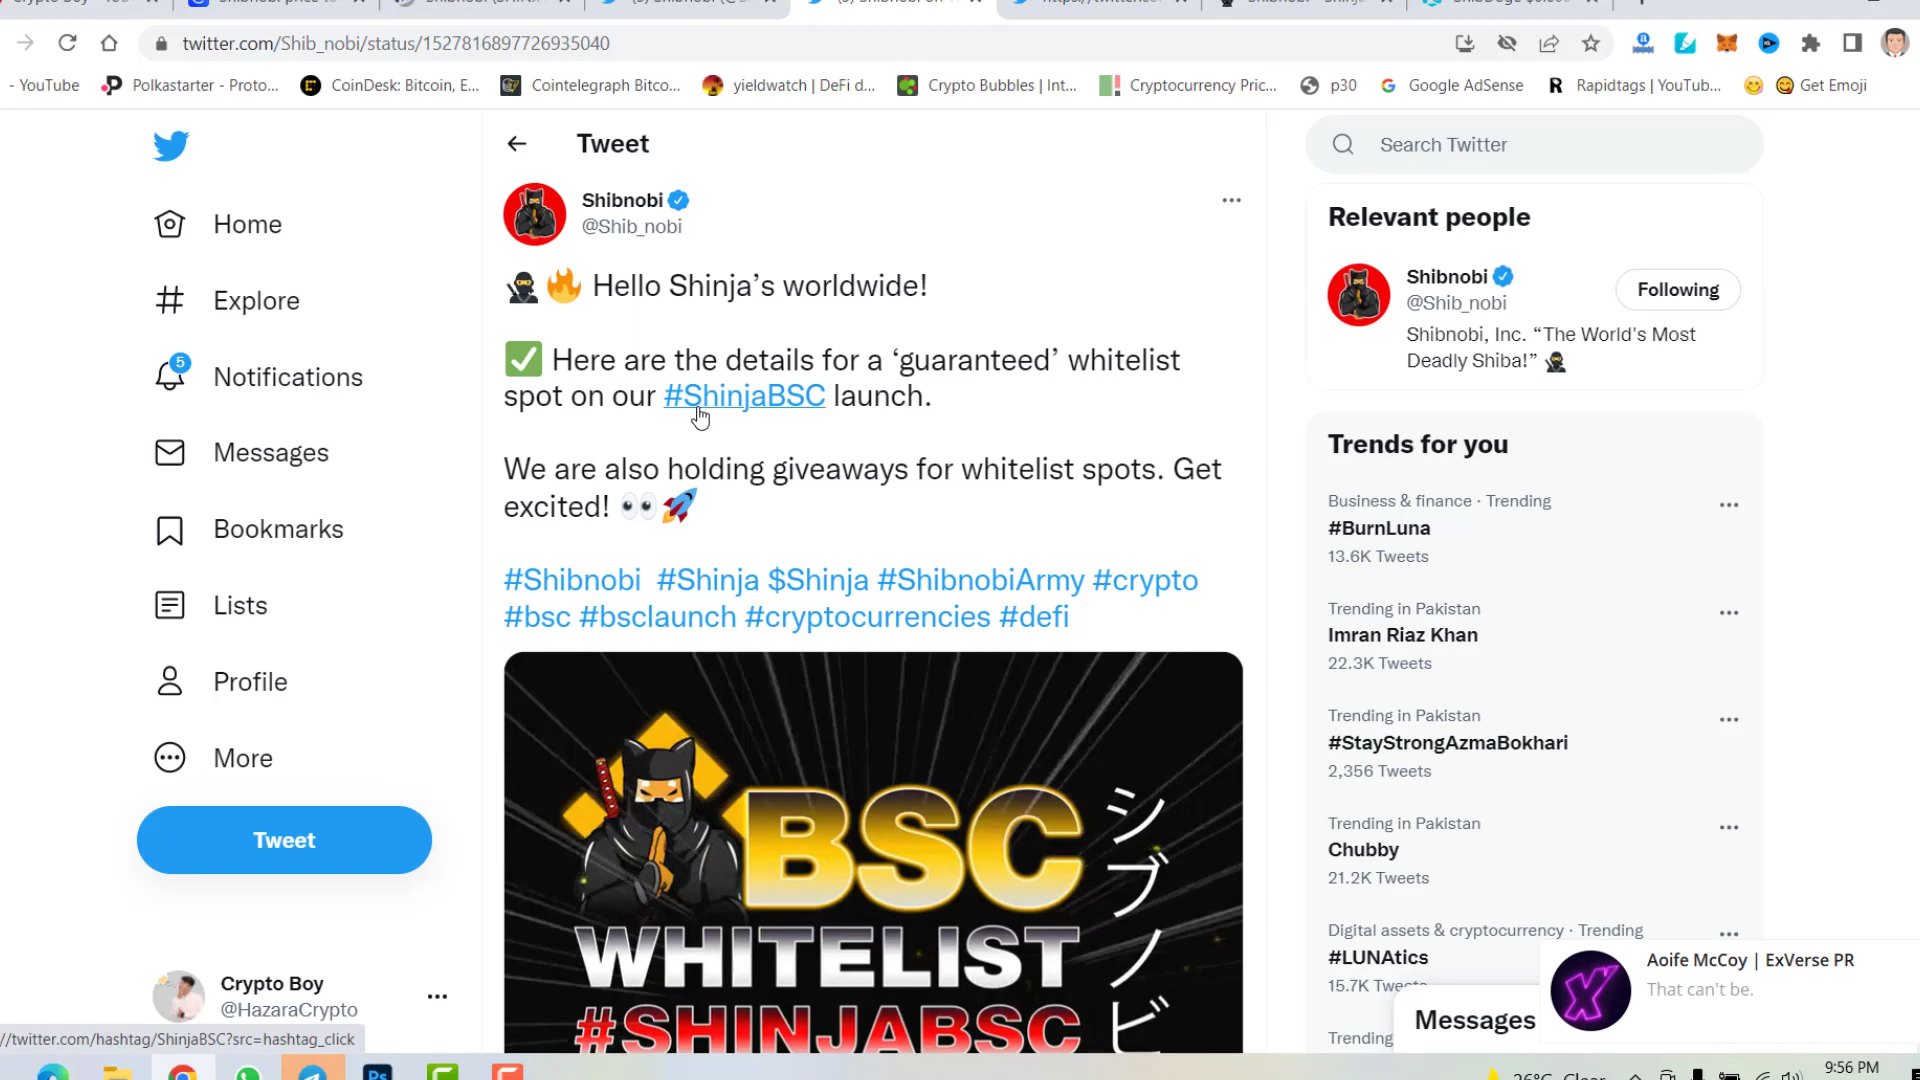 twitter.com/Shib_nobi/status/1527816897726935040
- YouTube
Polkastarter - Proto...
CoinDesk: Bitcoin, E...
Cointelegraph Bitco...
yieldwatch | DeFi d...
Crypto Bubbles | Int...
Cryptocurrency Pric...
p30
Google AdSense
Rapidtags | YouTub...
Get Emoji
Home
Explore
5
Notifications
Messages
Bookmarks
Lists
Profile
More
Tweet
Crypto Boy
@HazaraCrypto
//twitter.com/hashtag/ShinjaBSC?src=hashtag_click
Tweet
Shibnobi
@Shib_nobi
🥷🔥 Hello Shinja’s worldwide!
✅ Here are the details for a ‘guaranteed’ whitelist
spot on our #ShinjaBSC launch.
We are also holding giveaways for whitelist spots. Get
excited! 👀🚀
#Shibnobi #Shinja $Shinja #ShibnobiArmy #crypto
#bsc #bsclaunch #cryptocurrencies #defi
BSC
WHITELIST
#SHINJABSC
シブノビ
Search Twitter
Relevant people
Shibnobi
@Shib_nobi
Following
Shibnobi, Inc. “The World's Most
Deadly Shiba!” 🥷
Trends for you
Business & finance · Trending
#BurnLuna
13.6K Tweets
Trending in Pakistan
Imran Riaz Khan
22.3K Tweets
Trending in Pakistan
#StayStrongAzmaBokhari
2,356 Tweets
Trending in Pakistan
Chubby
21.2K Tweets
Digital assets & cryptocurrency · Trending
#LUNAtics
15.7K Tweets
Trending
Messages
Aoife McCoy | ExVerse PR
That can't be.
Ps
26°C Clear
9:56 PM